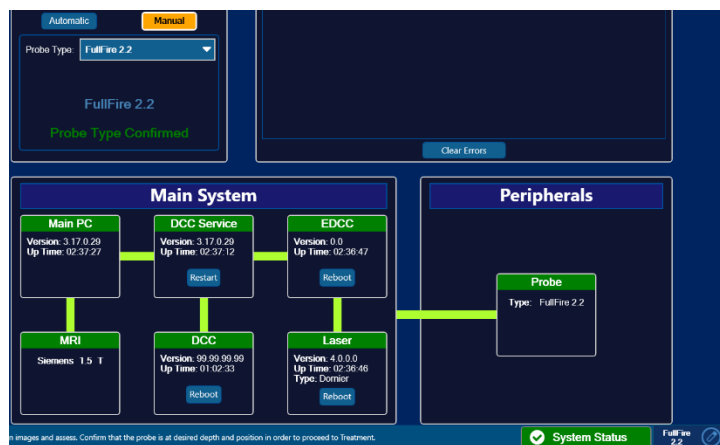 Automatic
Manual
Probe Type:
FullFire 2.2
FullFire 2.2
Probe Type Confirmed
Clear Errors
Main System
Main PC
Version: 3.17.0.29
Up Time: 02:37:27
DCC Service
Version: 3.17.0.29
Up Time: 02:37:12
Restart
EDCC
Version: 0.0
Up Time: 02:36:47
Reboot
MRI
Siemens 1.5 T
DCC
Version: 99.99.99.99
Up Time: 01:02:33
Reboot
Laser
Version: 4.0.0.0
Up Time: 02:36:46
Type: Dornier
Reboot
Peripherals
Probe
Type: FullFire 2.2
n images and assess. Confirm that the probe is at desired depth and position in order to proceed to Treatment.
System Status
FullFire
2.2